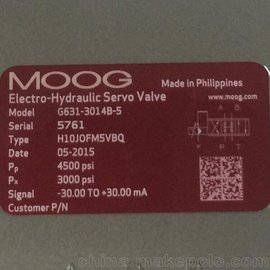 MOOG
Made in Philippines
www.moog.com
Electro-Hydraulic Servo Valve
Model G631-3014B-5
Serial 5761
Type H10JOFM5VBQ
Date 05-2015
Pp 4500 psi
Px 3000 psi
Signal -30.00 TO +30.00 mA
Customer P/N
A B
X P T
china.makepolo.com